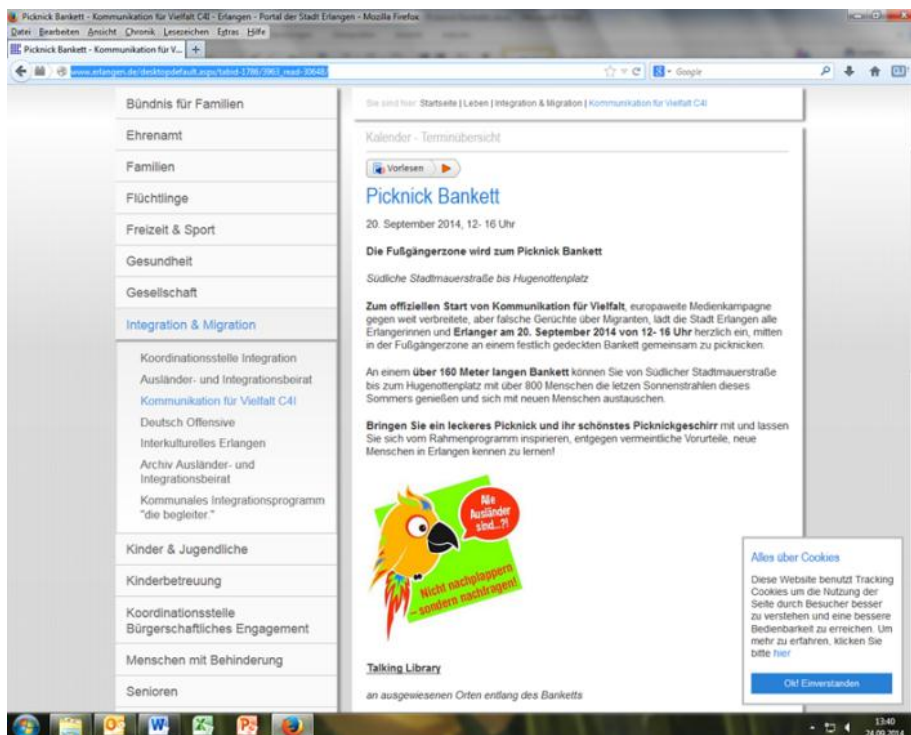 Picknick Bankett - Kommunikation für Vielfalt C4I - Erlangen - Portal der Stadt Erlangen - Mozilla Firefox
Datei Bearbeiten Ansicht Chronik Lesezeichen Extras Hilfe
Picknick Bankett - Kommunikation für V...
www.erlangen.de/desktopdefault.aspx/tabid-1786/3963_read-30648/
Google
Bündnis für Familien
Ehrenamt
Familien
Flüchtlinge
Freizeit & Sport
Gesundheit
Gesellschaft
Integration & Migration
Koordinationsstelle Integration
Ausländer- und Integrationsbeirat
Kommunikation für Vielfalt C4I
Deutsch Offensive
Interkulturelles Erlangen
Archiv Ausländer- und
Integrationsbeirat
Kommunales Integrationsprogramm
"die begleiter."
Kinder & Jugendliche
Kinderbetreuung
Koordinationsstelle
Bürgerschaftliches Engagement
Menschen mit Behinderung
Senioren
Sie sind hier: Startseite | Leben | Integration & Migration | Kommunikation für Vielfalt C4I
Kalender - Terminübersicht
Vorlesen
Picknick Bankett
20. September 2014, 12- 16 Uhr
Die Fußgängerzone wird zum Picknick Bankett
Südliche Stadtmauerstraße bis Hugenottenplatz
Zum offiziellen Start von Kommunikation für Vielfalt, europaweite Medienkampagne
gegen weit verbreitete, aber falsche Gerüchte über Migranten, lädt die Stadt Erlangen alle
Erlangerinnen und Erlanger am 20. September 2014 von 12- 16 Uhr herzlich ein, mitten
in der Fußgängerzone an einem festlich gedeckten Bankett gemeinsam zu picknicken.
An einem über 160 Meter langen Bankett können Sie von Südlicher Stadtmauerstraße
bis zum Hugenottenplatz mit über 800 Menschen die letzen Sonnenstrahlen dieses
Sommers genießen und sich mit neuen Menschen austauschen.
Bringen Sie ein leckeres Picknick und ihr schönstes Picknickgeschirr mit und lassen
Sie sich vom Rahmenprogramm inspirieren, entgegen vermeintliche Vorurteile, neue
Menschen in Erlangen kennen zu lernen!
Alle
Ausländer
sind...?!
Nicht nachplappern
– sondern nachfragen!
Talking Library
an ausgewiesenen Orten entlang des Banketts
Alles über Cookies
Diese Website benutzt Tracking
Cookies um die Nutzung der
Seite durch Besucher besser
zu verstehen und eine bessere
Bedienbarkeit zu erreichen. Um
mehr zu erfahren, klicken Sie
bitte hier
Ok! Einverstanden
13:40
24.09.2014